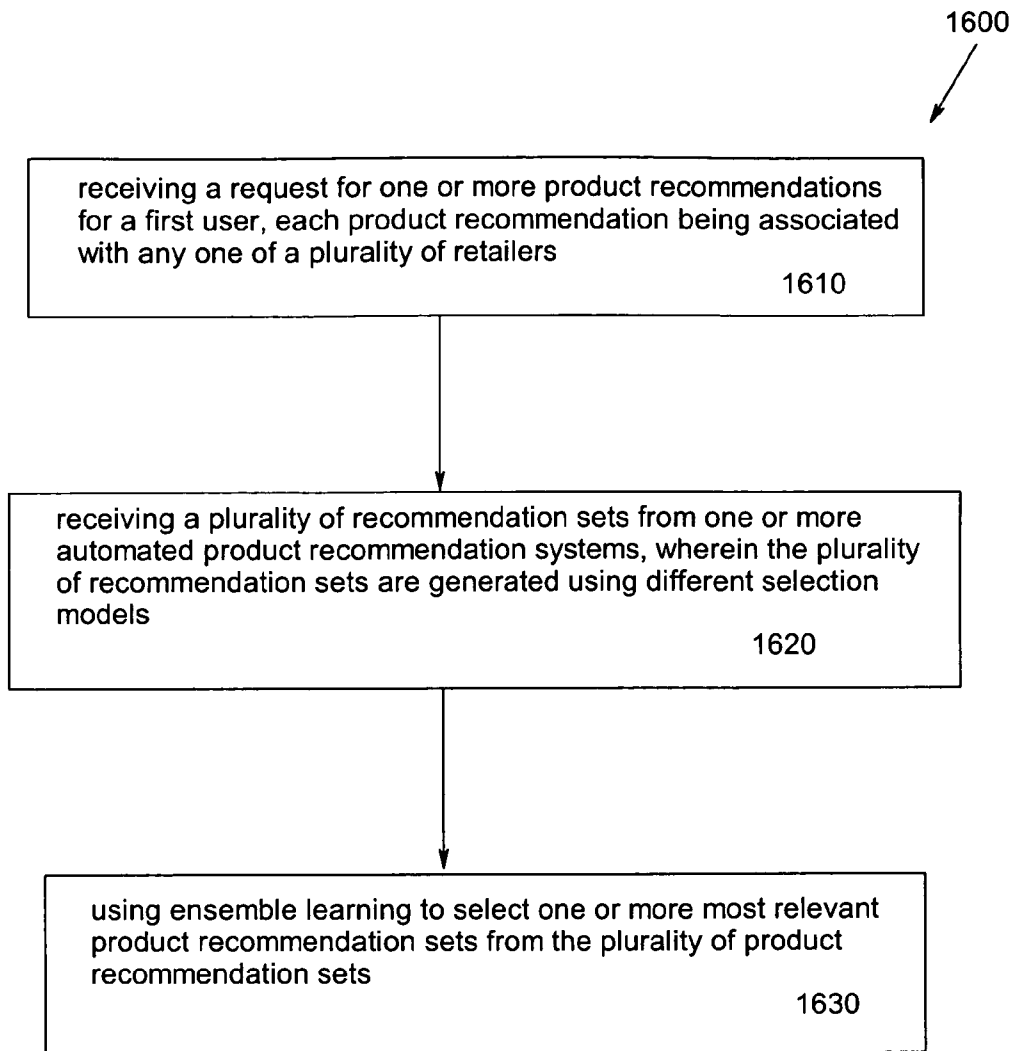 1600
receiving a request for one or more product recommendations
for a first user, each product recommendation being associated
with any one of a plurality of retailers
1610
receiving a plurality of recommendation sets from one or more
automated product recommendation systems, wherein the plurality
of recommendation sets are generated using different selection
models
1620
using ensemble learning to select one or more most relevant
product recommendation sets from the plurality of product
recommendation sets
1630